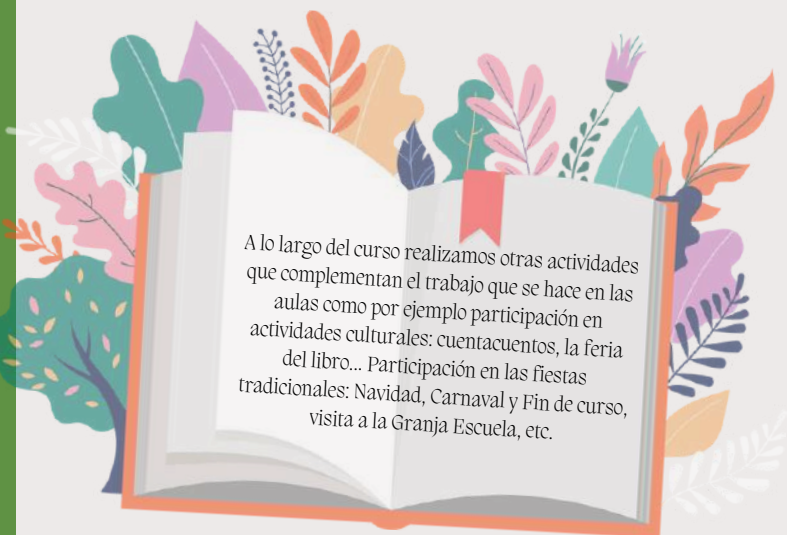 A lo largo del curso realizamos otras actividades
que complementan el trabajo que se hace en las
aulas como por ejemplo participación en
actividades culturales: cuentacuentos, la feria
del libro... Participación en las fiestas
tradicionales: Navidad, Carnaval y Fin de curso,
visita a la Granja Escuela, etc.